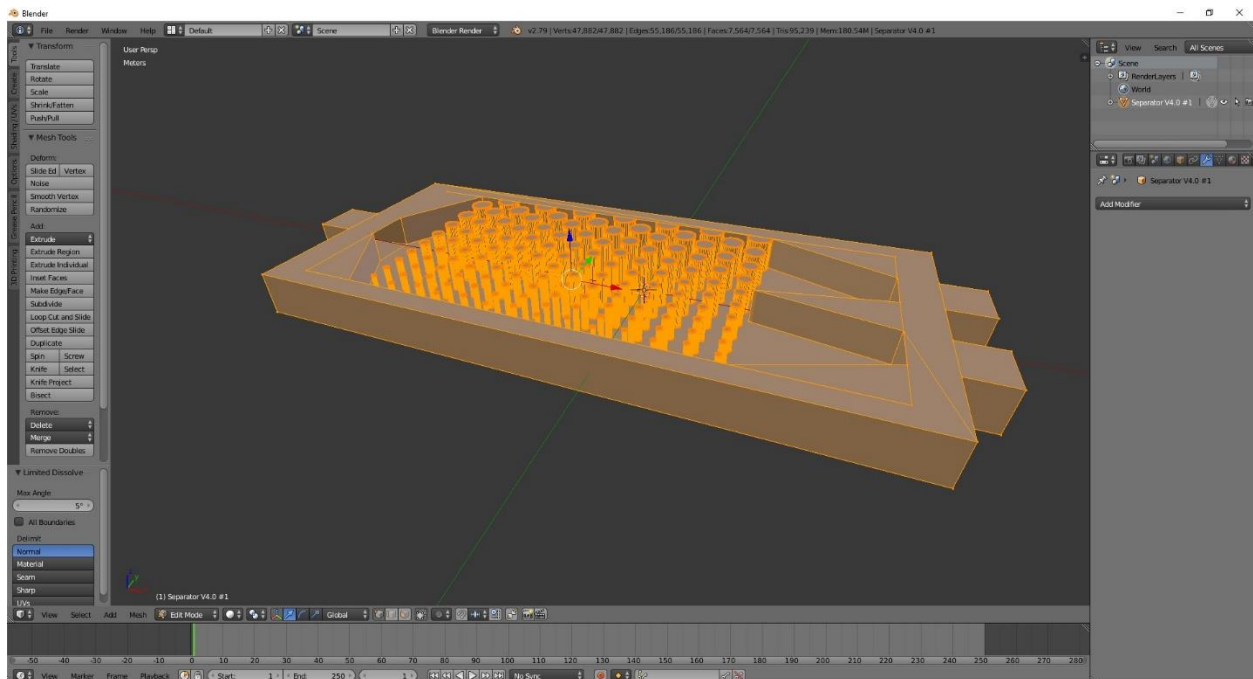 Blender
File Render Window Help Default Scene Blender Render v2.79 | Verts:47,882/47,882 | Edges:55,186/55,186 | Faces:7,564/7,564 | Tris:95,239 | Mem:180.54M | Separator V4.0 #1
Tools
Create
Shading / UVs
Options
Grease Pencil
3D Printing
Transform
Translate
Rotate
Scale
Shrink/Fatten
Push/Pull
Mesh Tools
Deform:
Slide Ed Vertex
Noise
Smooth Vertex
Randomize
Add:
Extrude
Extrude Region
Extrude Individual
Inset Faces
Make Edge/Face
Subdivide
Loop Cut and Slide
Offset Edge Slide
Duplicate
Spin Screw
Knife Select
Knife Project
Bisect
Remove:
Delete
Merge
Remove Doubles
Limited Dissolve
Max Angle:
5°
All Boundaries
Delimit
Normal
Material
Seam
Sharp
UVs
User Persp
Meters
(1) Separator V4.0 #1
View Search All Scenes
Scene
RenderLayers |
World
Separator V4.0 #1 |
Separator V4.0 #1
Add Modifier
View Select Add Mesh Edit Mode Global
-50 -40 -30 -20 -10 0 10 20 30 40 50 60 70 80 90 100 110 120 130 140 150 160 170 180 190 200 210 220 230 240 250 260 270 280
View Marker Frame Playback Start: 1 End: 250 1 No Sync